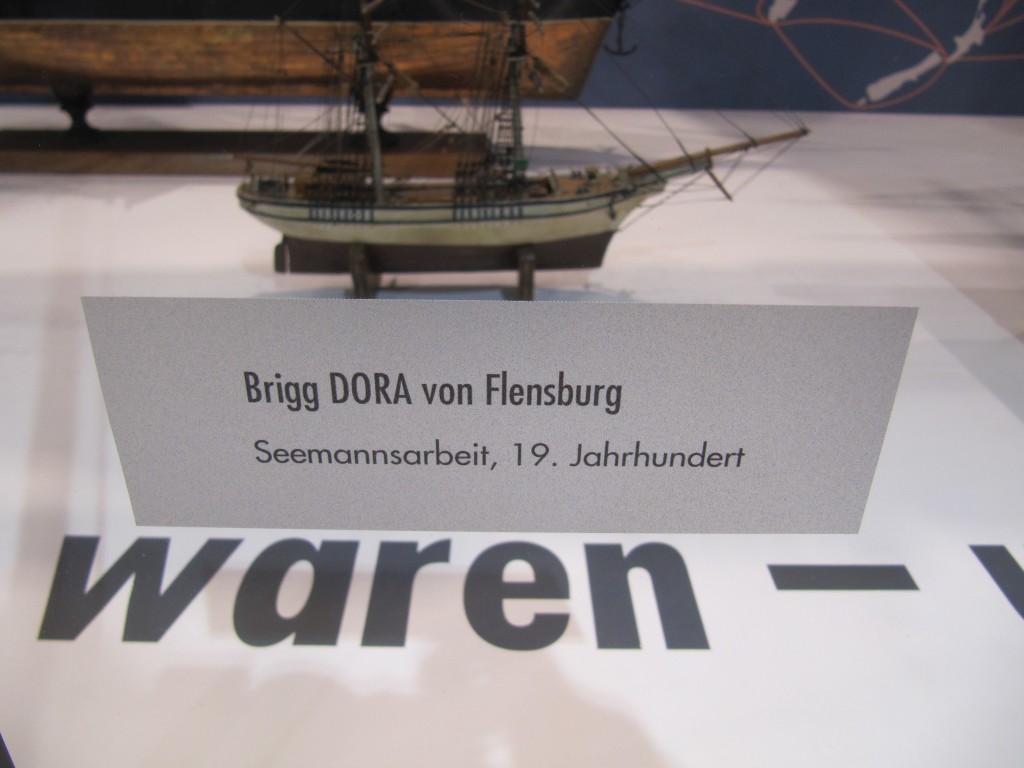 Brigg DORA von Flensburg
Seemannsarbeit, 19. Jahrhundert
waren –